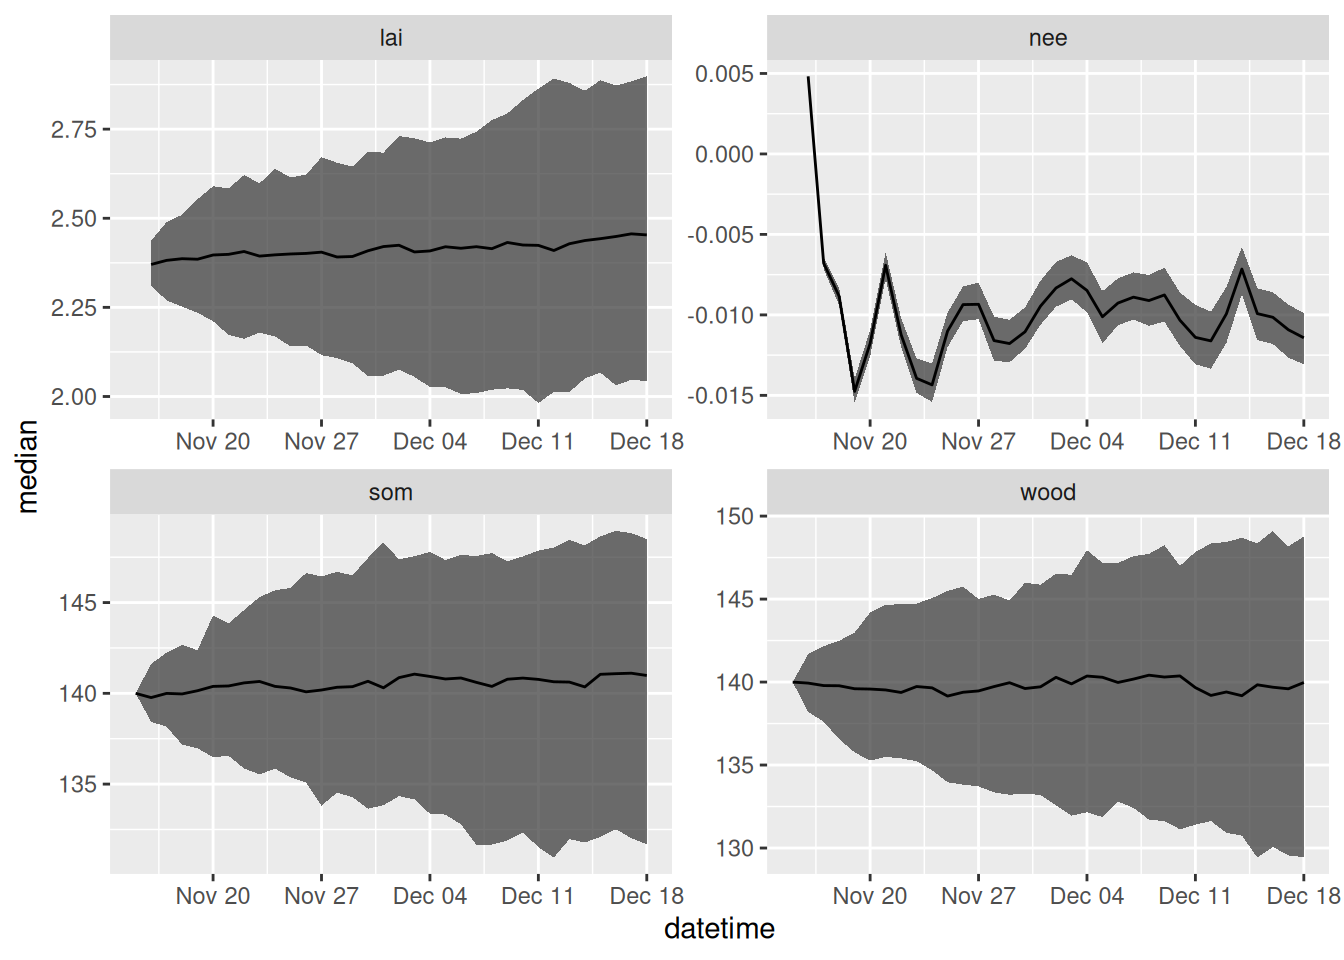 lai
nee
2.75
2.50
2.25
2.00
0.005
0.000
-0.005
-0.010
-0.015
Nov 20 Nov 27 Dec 04 Dec 11 Dec 18
Nov 20 Nov 27 Dec 04 Dec 11 Dec 18
median
som
wood
145
140
135
150
145
140
135
130
Nov 20 Nov 27 Dec 04 Dec 11 Dec 18
Nov 20 Nov 27 Dec 04 Dec 11 Dec 18
datetime